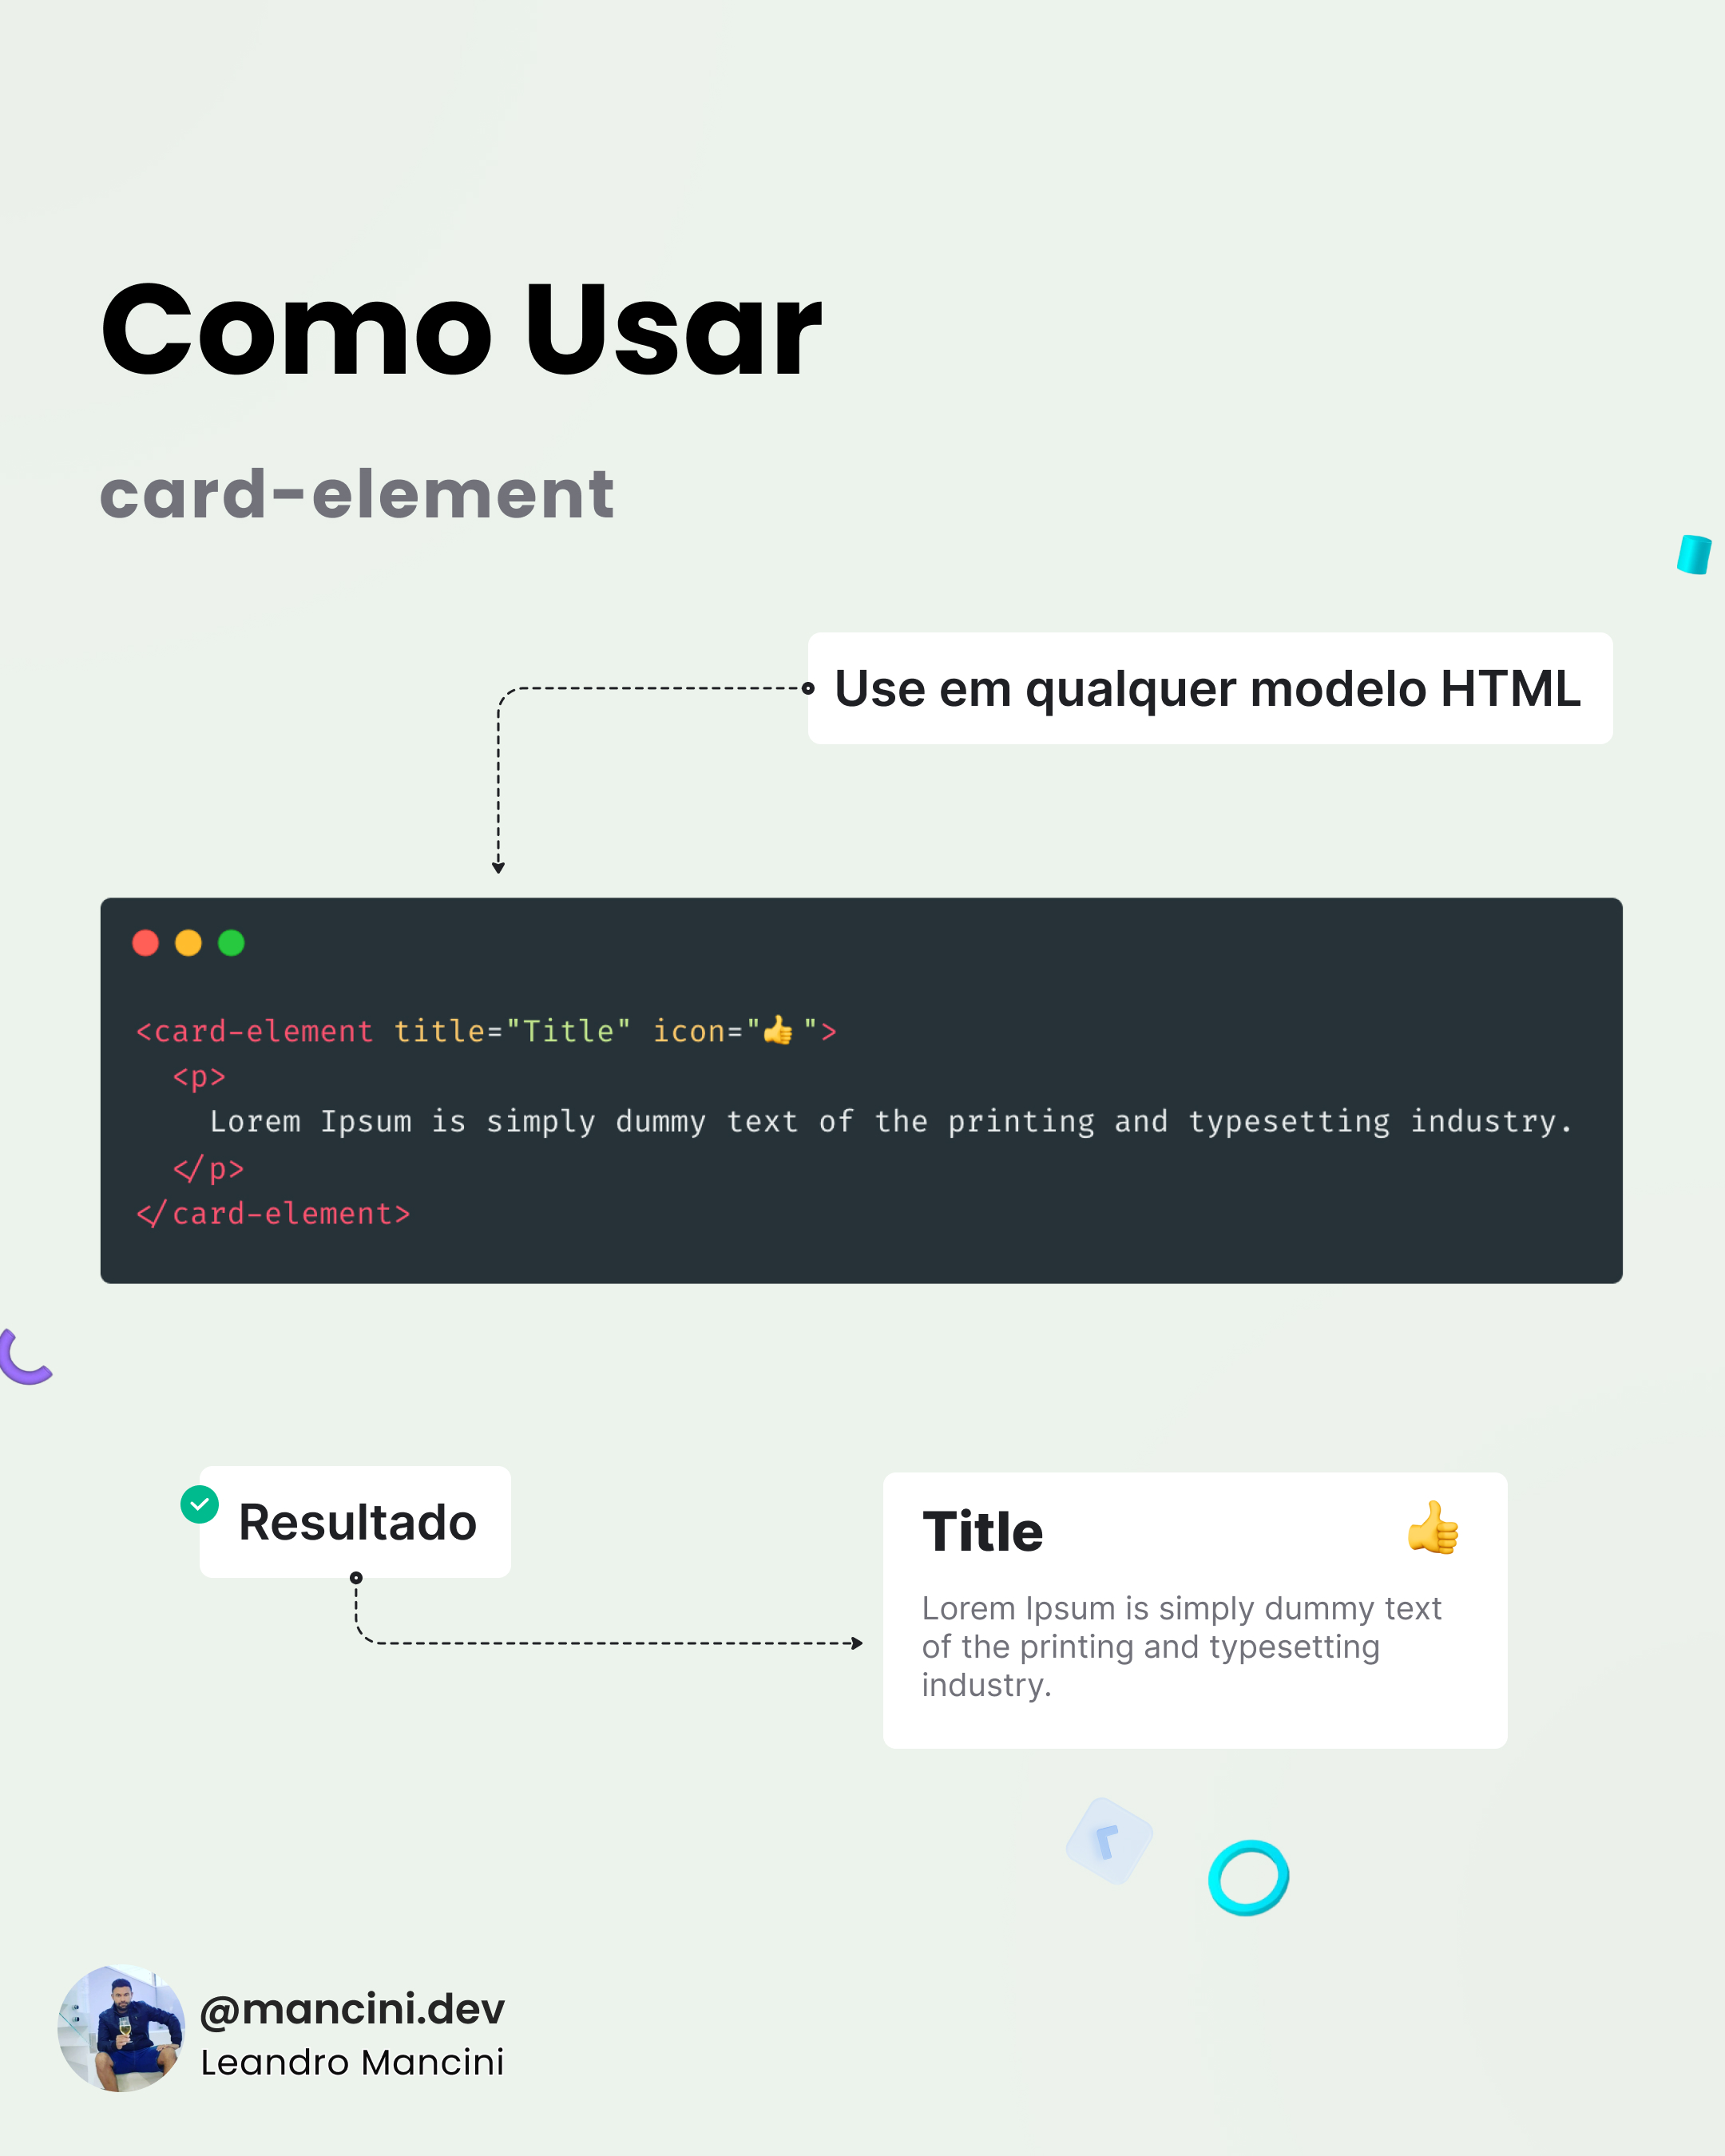 Como Usar
card-element
Use em qualquer modelo HTML
<card-element title="Title" icon="👍">
<p>
Lorem Ipsum is simply dummy text of the printing and typesetting industry.
</p>
</card-element>
Resultado
Title 👍
Lorem Ipsum is simply dummy text
of the printing and typesetting
industry.
@mancini.dev
Leandro Mancini